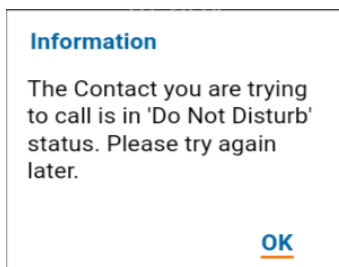 Information
The Contact you are trying
to call is in 'Do Not Disturb'
status. Please try again
later.
OK